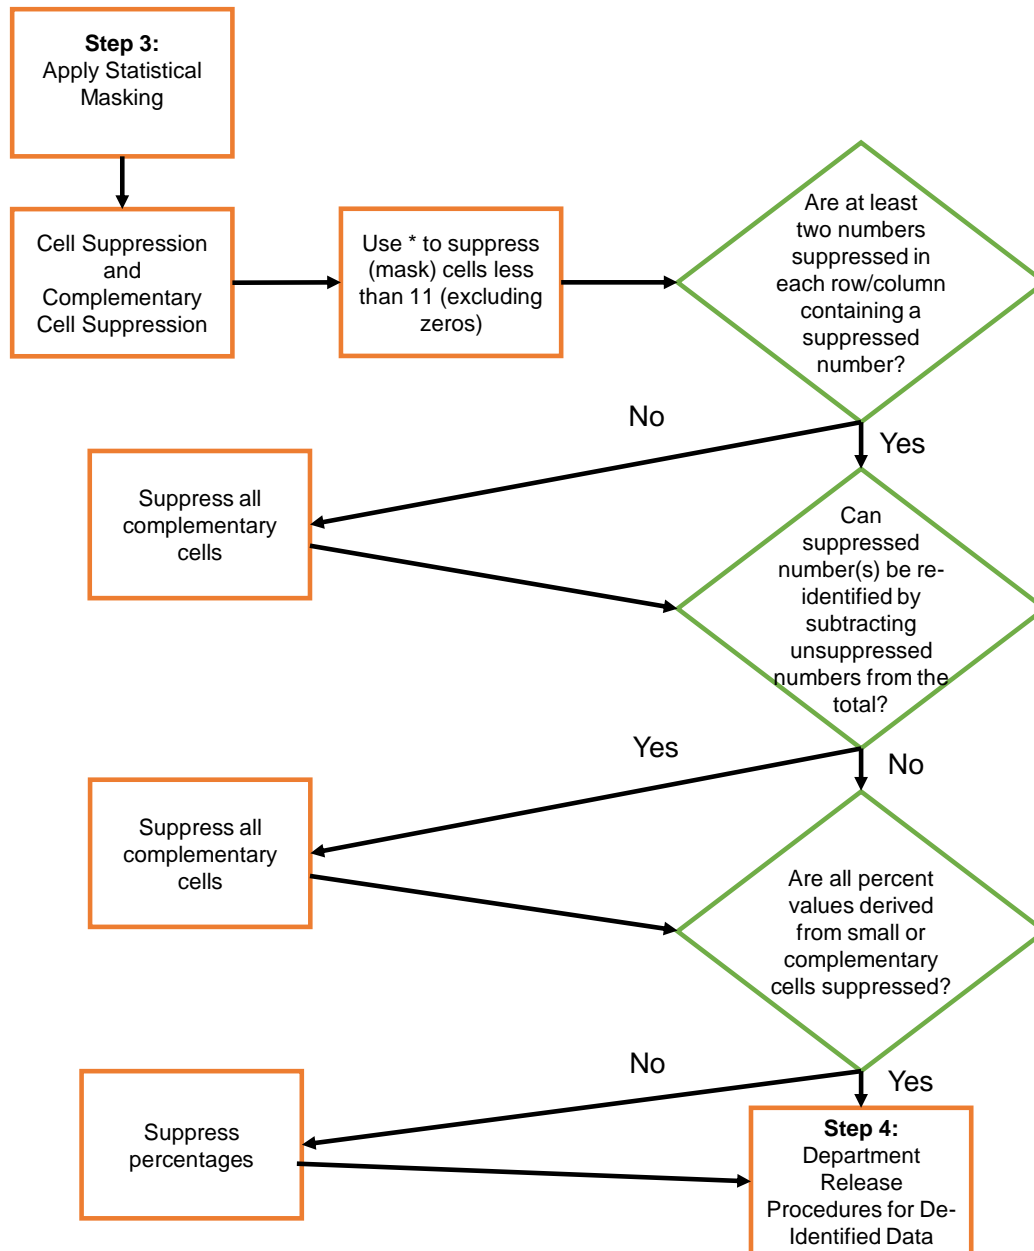 Step 3:
Apply Statistical
Masking
Cell Suppression
and
Complementary
Cell Suppression
Use * to suppress
(mask) cells less
than 11 (excluding
zeros)
Are at least
two numbers
suppressed in
each row/column
containing a
suppressed
number?
No
Yes
Suppress all
complementary
cells
Can
suppressed
number(s) be re-
identified by
subtracting
unsuppressed
numbers from the
total?
Yes
No
Suppress all
complementary
cells
Are all percent
values derived
from small or
complementary
cells suppressed?
No
Yes
Suppress
percentages
Step 4:
Department
Release
Procedures for De-
Identified Data